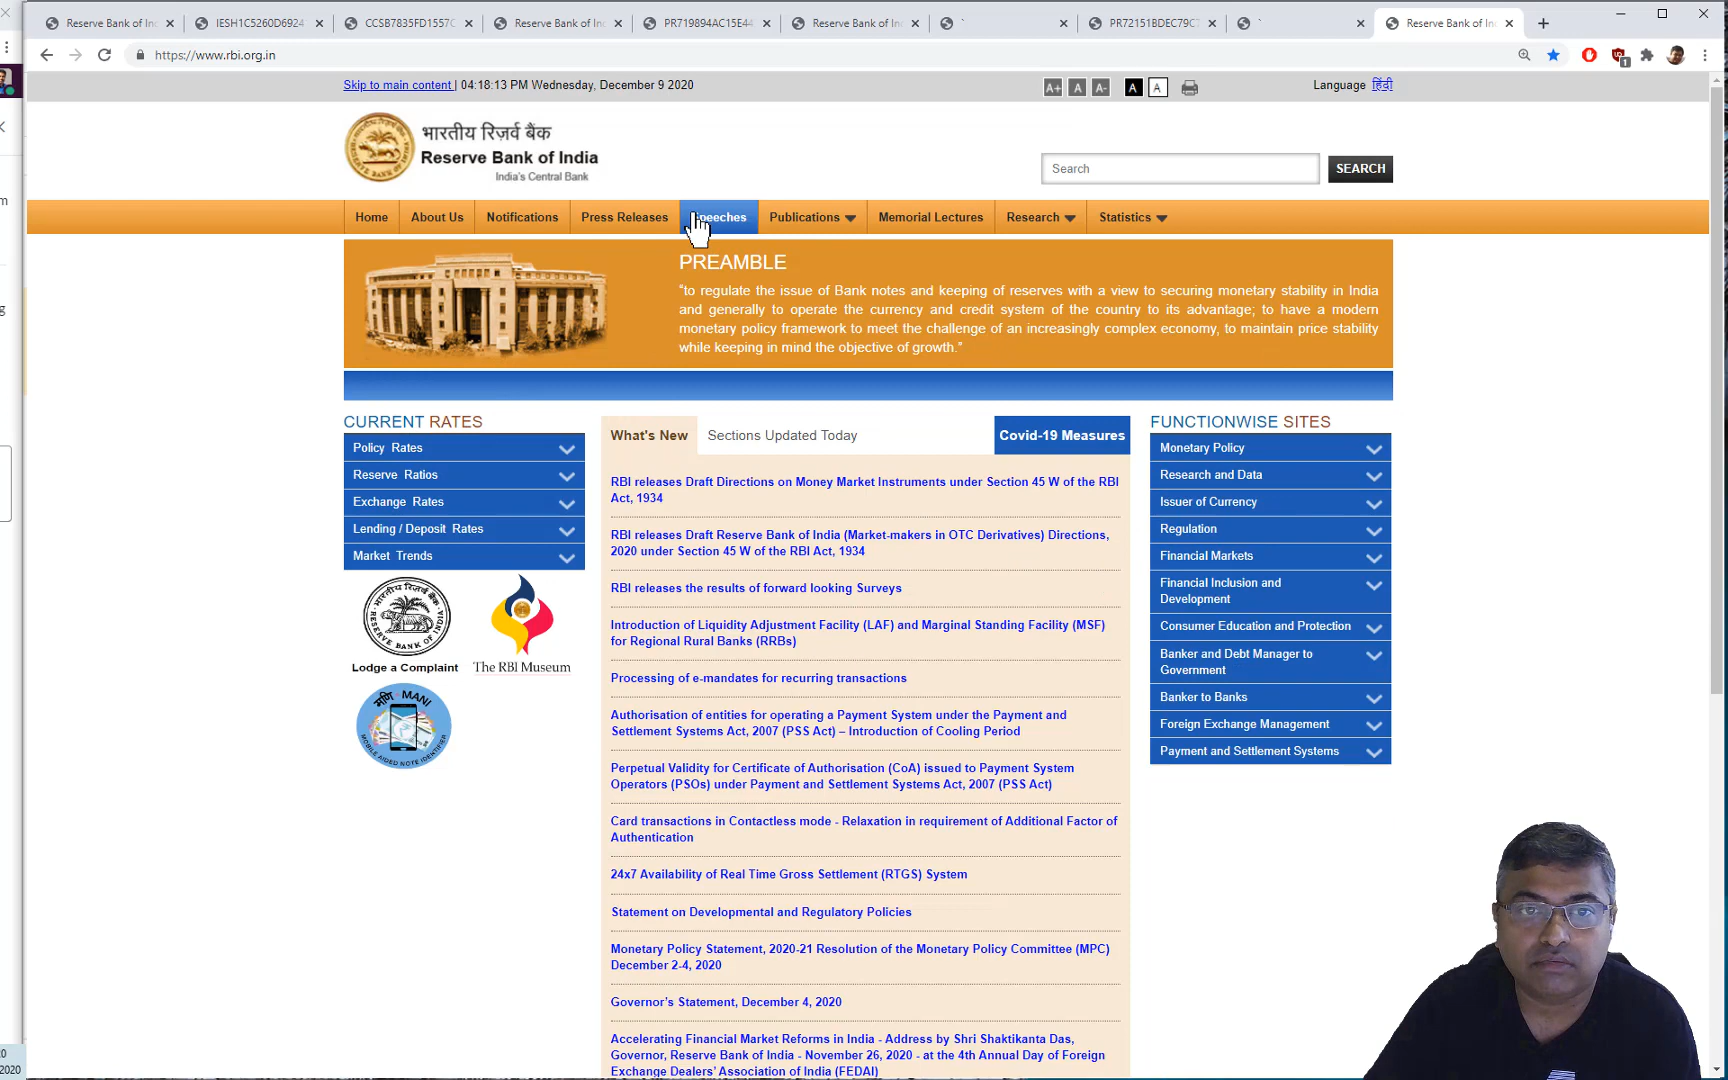 Reserve Bank of In
IESH1C5260D6924
CCSB7835FD1557C
Reserve Bank of In
PR719894AC15E44
Reserve Bank of In
PR72151BDEC79C
Reserve Bank of In
https://www.rbi.org.in
Skip to main content | 04:18:13 PM Wednesday, December 9 2020
A+ A A- A A
Language हिंदी
भारतीय रिज़र्व बैंक
Reserve Bank of India
India's Central Bank
Search
SEARCH
Home
About Us
Notifications
Press Releases
Publications
Memorial Lectures
Research
Statistics
PREAMBLE
“to regulate the issue of Bank notes and keeping of reserves with a view to securing monetary stability in India
and generally to operate the currency and credit system of the country to its advantage; to have a modern
monetary policy framework to meet the challenge of an increasingly complex economy, to maintain price stability
while keeping in mind the objective of growth.”
CURRENT RATES
Policy Rates
Reserve Ratios
Exchange Rates
Lending / Deposit Rates
Market Trends
Lodge a Complaint
The RBI Museum
मणि MANI
MOBILE AIDED NOTE IDENTIFIER
What's New
Sections Updated Today
Covid-19 Measures
RBI releases Draft Directions on Money Market Instruments under Section 45 W of the RBI
Act, 1934
RBI releases Draft Reserve Bank of India (Market-makers in OTC Derivatives) Directions,
2020 under Section 45 W of the RBI Act, 1934
RBI releases the results of forward looking Surveys
Introduction of Liquidity Adjustment Facility (LAF) and Marginal Standing Facility (MSF)
for Regional Rural Banks (RRBs)
Processing of e-mandates for recurring transactions
Authorisation of entities for operating a Payment System under the Payment and
Settlement Systems Act, 2007 (PSS Act) – Introduction of Cooling Period
Perpetual Validity for Certificate of Authorisation (CoA) issued to Payment System
Operators (PSOs) under Payment and Settlement Systems Act, 2007 (PSS Act)
Card transactions in Contactless mode - Relaxation in requirement of Additional Factor of
Authentication
24x7 Availability of Real Time Gross Settlement (RTGS) System
Statement on Developmental and Regulatory Policies
Monetary Policy Statement, 2020-21 Resolution of the Monetary Policy Committee (MPC)
December 2-4, 2020
Governor’s Statement, December 4, 2020
Accelerating Financial Market Reforms in India - Address by Shri Shaktikanta Das,
Governor, Reserve Bank of India - November 26, 2020 - at the 4th Annual Day of Foreign
Exchange Dealers’ Association of India (FEDAI)
FUNCTIONWISE SITES
Monetary Policy
Research and Data
Issuer of Currency
Regulation
Financial Markets
Financial Inclusion and
Development
Consumer Education and Protection
Banker and Debt Manager to
Government
Banker to Banks
Foreign Exchange Management
Payment and Settlement Systems